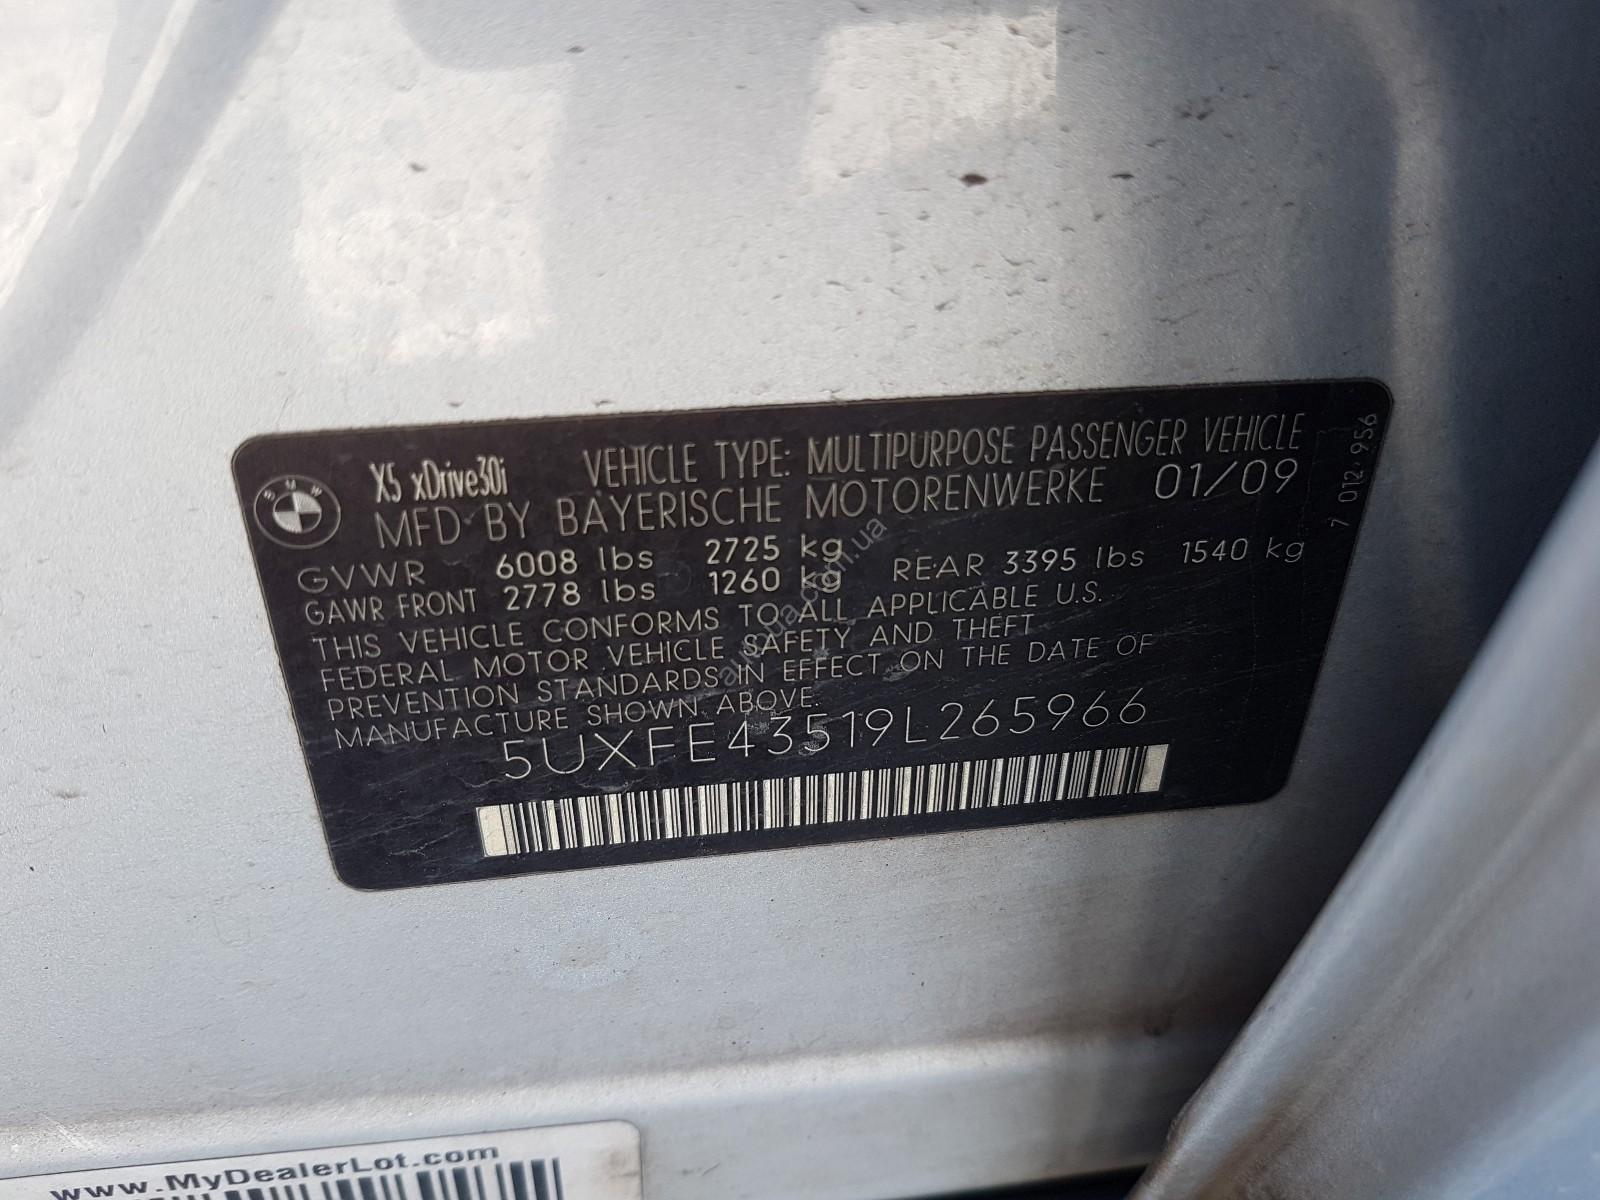 BMW
X5 xDrive30i VEHICLE TYPE: MULTIPURPOSE PASSENGER VEHICLE
MFD BY BAYERISCHE MOTORENWERKE 01/09
GVWR 6008 lbs 2725 kg
GAWR FRONT 2778 lbs 1260 kg REAR 3395 lbs 1540 kg
THIS VEHICLE CONFORMS TO ALL APPLICABLE U.S.
FEDERAL MOTOR VEHICLE SAFETY AND THEFT
PREVENTION STANDARDS IN EFFECT ON THE DATE OF
MANUFACTURE SHOWN ABOVE.
5UXFE43519L265966
7 012 956
www.MyDealerLot.com